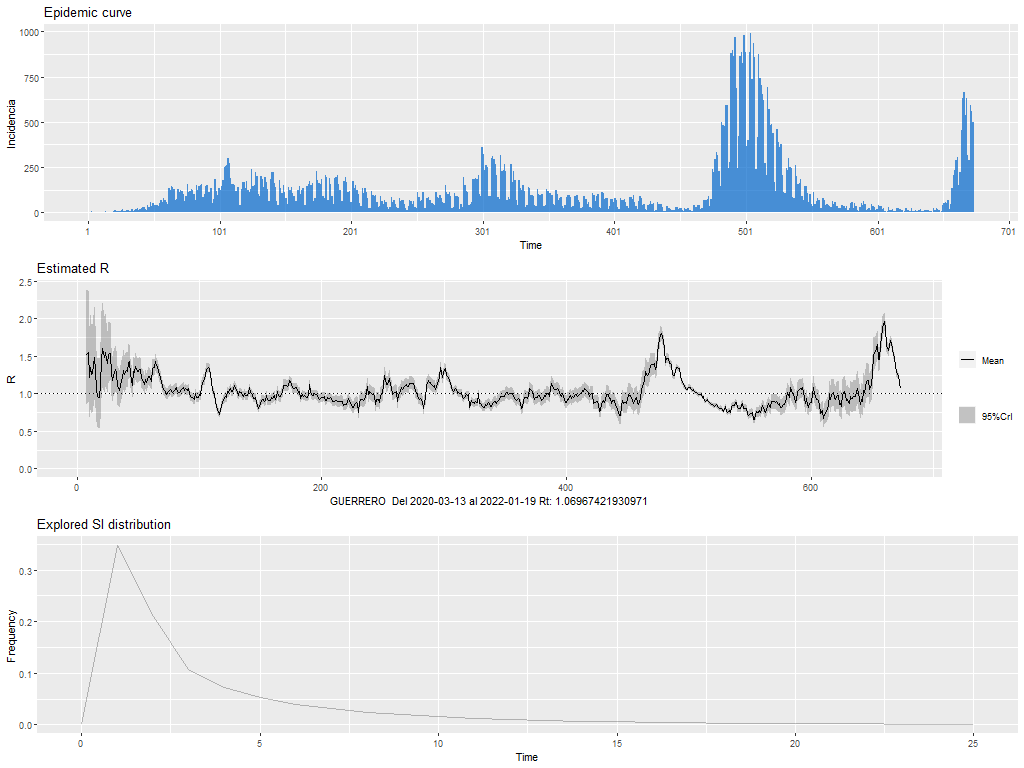 Epidemic curve
1000
750
500
250
0
Incidencia
1 101 201 301 401 501 601 701
Time
Estimated R
2.5
2.0
1.5
1.0
0.5
0.0
R
Mean
95%CrI
0 200 400 600
GUERRERO Del 2020-03-13 al 2022-01-19 Rt: 1.06967421930971
Explored SI distribution
0.3
0.2
0.1
0.0
Frequency
0 5 10 15 20 25
Time